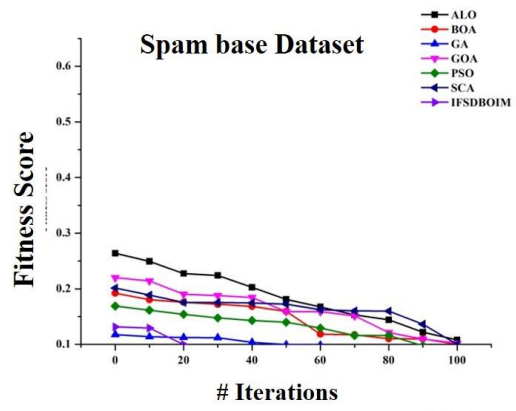 Spam base Dataset
ALO
BOA
GA
GOA
PSO
SCA
IFSDBOIM
Fitness Score
0.6
0.5
0.4
0.3
0.2
0.1
0 20 40 60 80 100
# Iterations